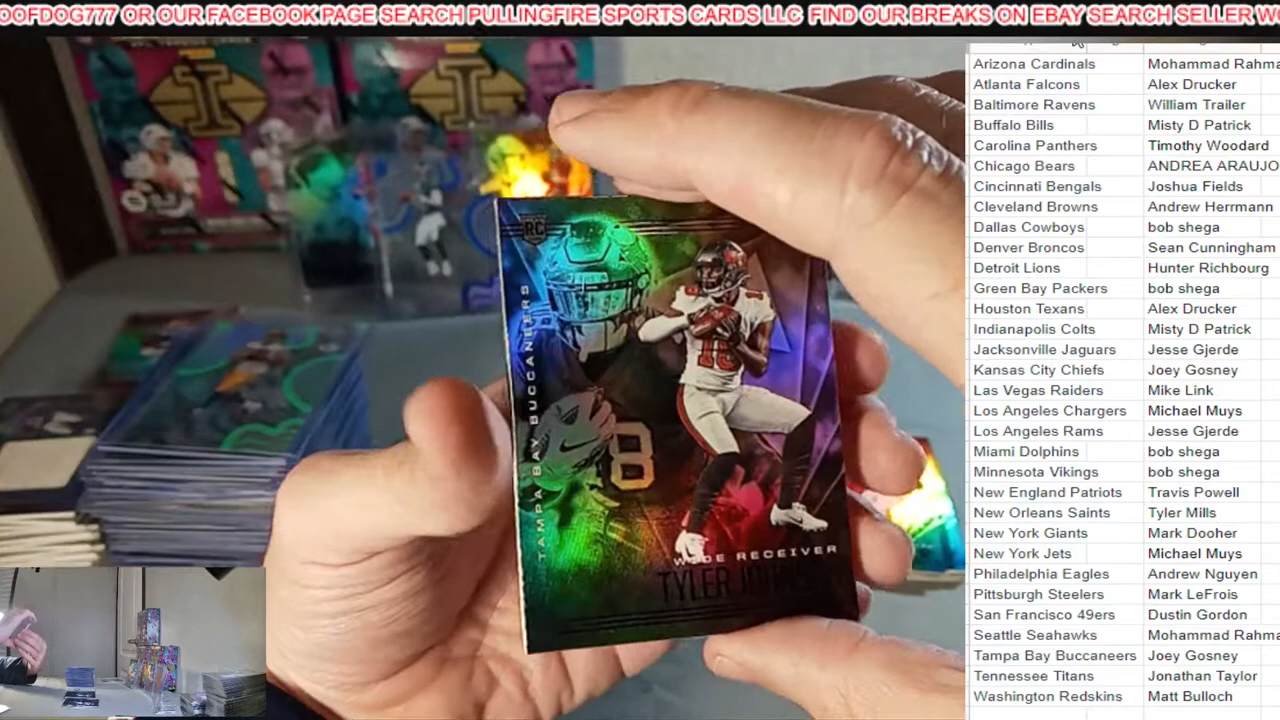 OOFDOG777 OR OUR FACEBOOK PAGE SEARCH PULLINGFIRE SPORTS CARDS LLC FIND OUR BREAKS ON EBAY SEARCH SELLER W
Arizona Cardinals Mohammad Rahma
Atlanta Falcons Alex Drucker
Baltimore Ravens William Trailer
Buffalo Bills Misty D Patrick
Carolina Panthers Timothy Woodard
Chicago Bears ANDREA ARAUJO
Cincinnati Bengals Joshua Fields
Cleveland Browns Andrew Herrmann
Dallas Cowboys bob shega
Denver Broncos Sean Cunningham
Detroit Lions Hunter Richbourg
Green Bay Packers bob shega
Houston Texans Alex Drucker
Indianapolis Colts Misty D Patrick
Jacksonville Jaguars Jesse Gjerde
Kansas City Chiefs Joey Gosney
Las Vegas Raiders Mike Link
Los Angeles Chargers Michael Muys
Los Angeles Rams Jesse Gjerde
Miami Dolphins bob shega
Minnesota Vikings bob shega
New England Patriots Travis Powell
New Orleans Saints Tyler Mills
New York Giants Mark Dooher
New York Jets Michael Muys
Philadelphia Eagles Andrew Nguyen
Pittsburgh Steelers Mark LeFrois
San Francisco 49ers Dustin Gordon
Seattle Seahawks Mohammad Rahma
Tampa Bay Buccaneers Joey Gosney
Tennessee Titans Jonathan Taylor
Washington Redskins Matt Bulloch
RC
TAMPA BAY BUCCANEERS
18
8
WIDE RECEIVER
TYLER JOHNS